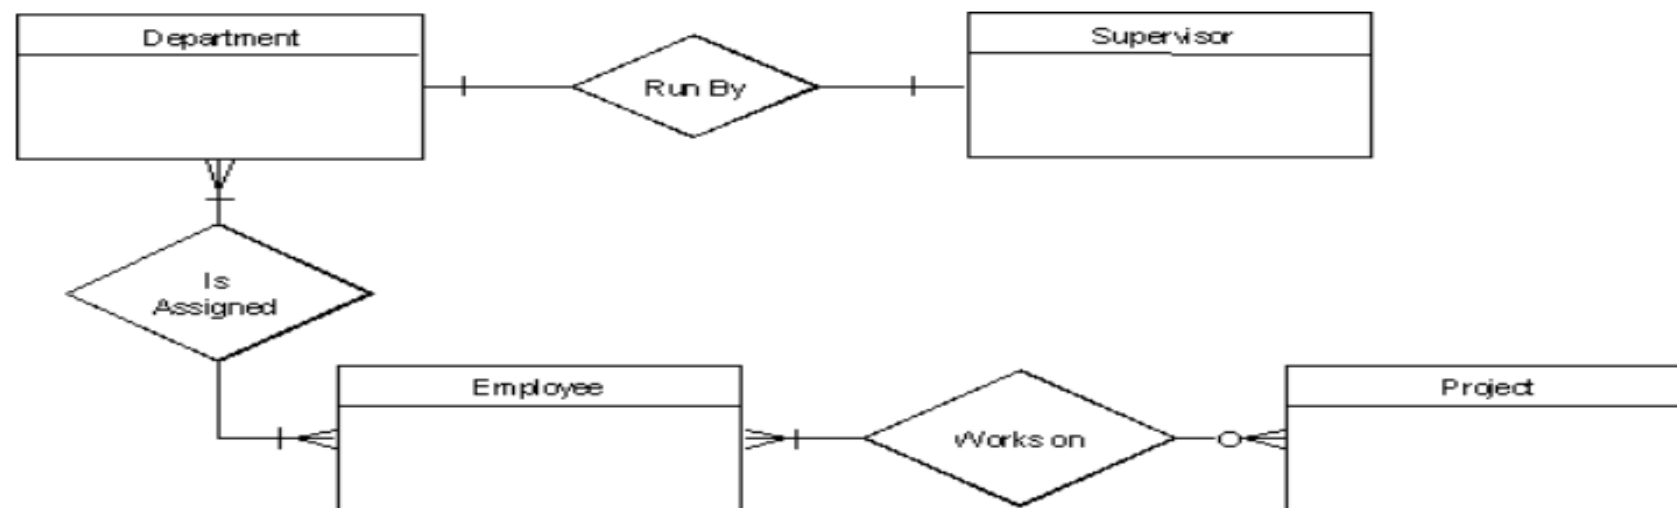 Department
Supervisor
Run By
Is
Assigned
Employee
Works on
Project